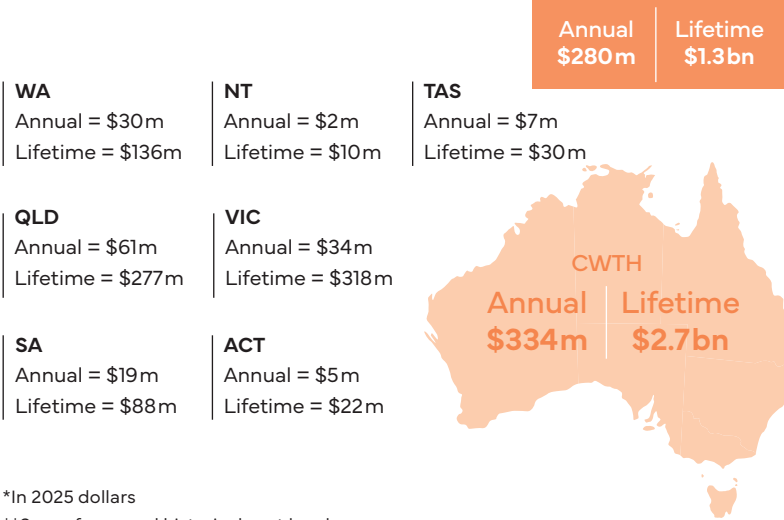 Annual Lifetime
$280m $1.3bn
WA
Annual = $30m
Lifetime = $136m
NT
Annual = $2m
Lifetime = $10m
TAS
Annual = $7m
Lifetime = $30m
QLD
Annual = $61m
Lifetime = $277m
VIC
Annual = $34m
Lifetime = $318m
CWTH
Annual Lifetime
$334m $2.7bn
SA
Annual = $19m
Lifetime = $88m
ACT
Annual = $5m
Lifetime = $22m
*In 2025 dollars